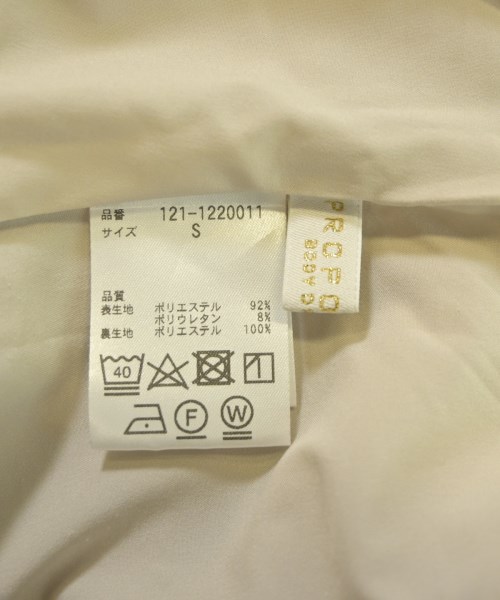 品番 121-1220011
サイズ S
品質
表生地 ポリエステル 92%
ポリウレタン 8%
裏生地 ポリエステル 100%
40
F W
PROPO